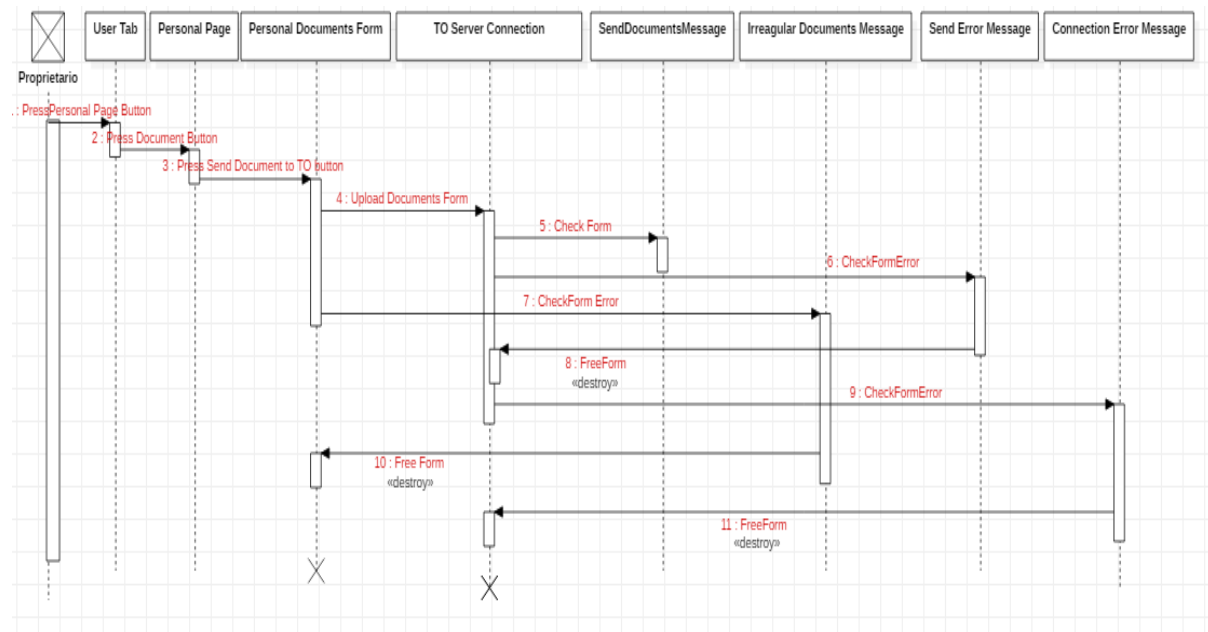 User Tab
Personal Page
Personal Documents Form
TO Server Connection
SendDocumentsMessage
Irreagular Documents Message
Send Error Message
Connection Error Message
Proprietario
. : PressPersonal Page Button
2 : Press Document Button
3 : Press Send Document to TO button
4 : Upload Documents Form
5 : Check Form
6 : CheckFormError
7 : CheckForm Error
8 : FreeForm
«destroy»
9 : CheckFormError
10 : Free Form
«destroy»
11 : FreeForm
«destroy»